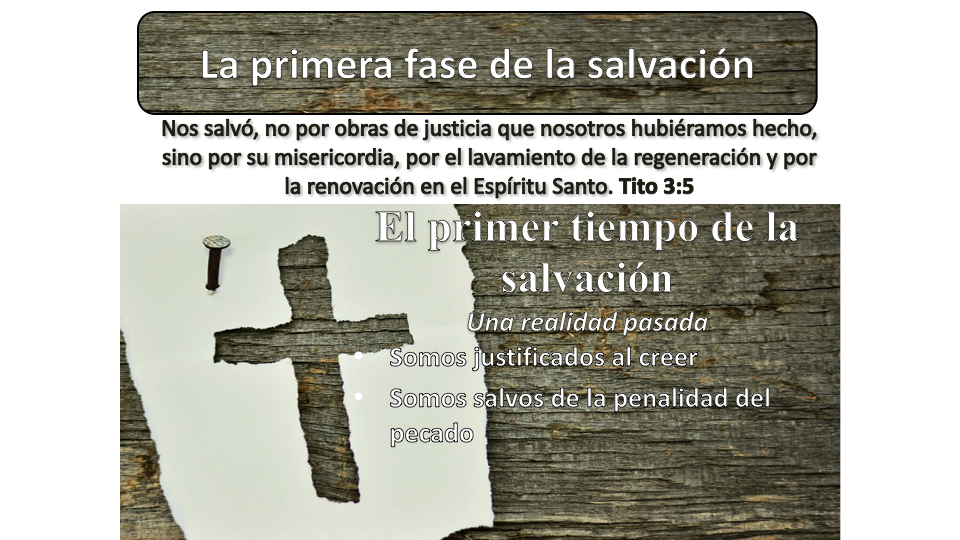 La primera fase de la salvación
Nos salvó, no por obras de justicia que nosotros hubiéramos hecho,
sino por su misericordia, por el lavamiento de la regeneración y por
la renovación en el Espíritu Santo. Tito 3:5
El primer tiempo de la
salvación
Una realidad pasada
• Somos justificados al creer
• Somos salvos de la penalidad del
pecado